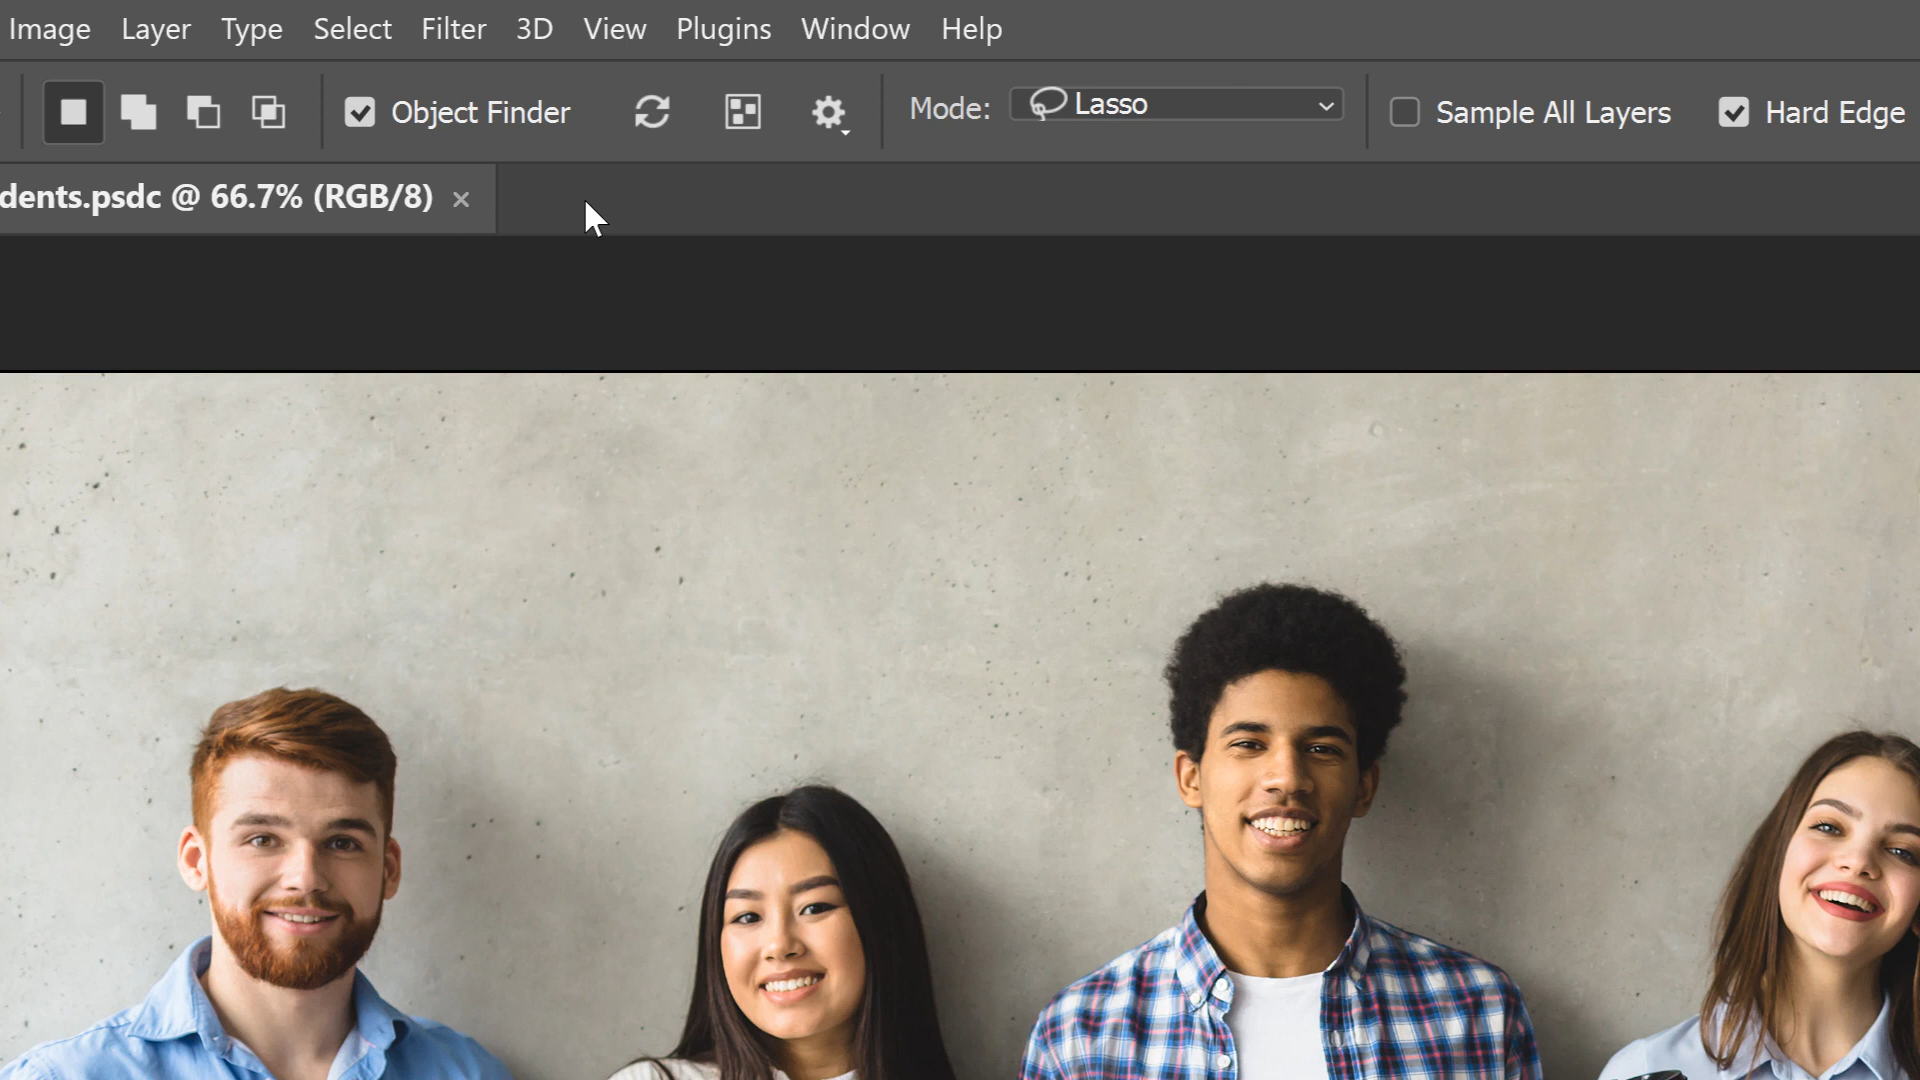 Image Layer Type Select Filter 3D View Plugins Window Help
Object Finder Mode: Lasso Sample All Layers Hard Edge
dents.psdc @ 66.7% (RGB/8) ×